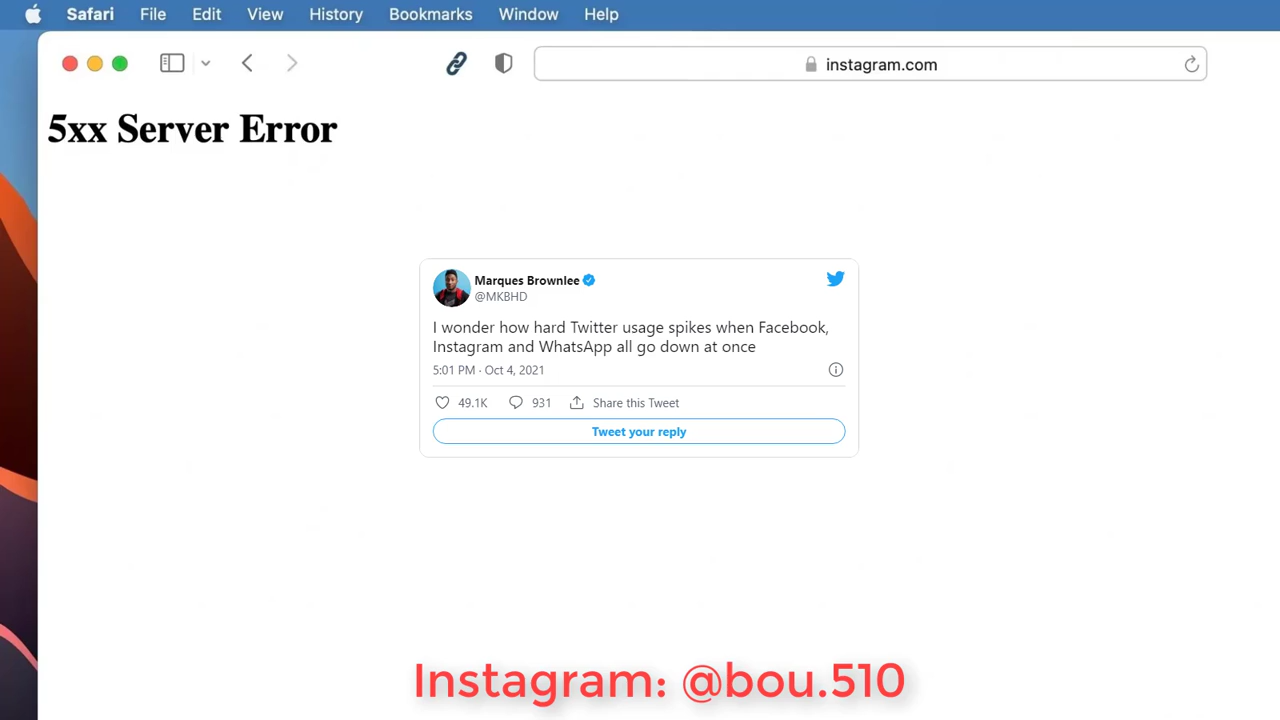 Safari File Edit View History Bookmarks Window Help
instagram.com
5xx Server Error
Marques Brownlee
@MKBHD
I wonder how hard Twitter usage spikes when Facebook,
Instagram and WhatsApp all go down at once
5:01 PM · Oct 4, 2021
49.1K 931 Share this Tweet
Tweet your reply
Instagram: @bou.510